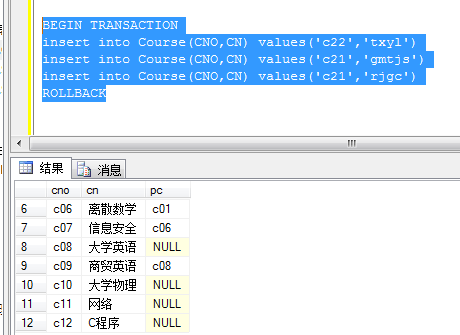 BEGIN TRANSACTION
insert into Course(CNO,CN) values('c22','txyl')
insert into Course(CNO,CN) values('c21','gmtjs')
insert into Course(CNO,CN) values('c21','rjgc')
ROLLBACK
结果 消息
cno cn pc
6 c06 离散数学 c01
7 c07 信息安全 c06
8 c08 大学英语 NULL
9 c09 商贸英语 c08
10 c10 大学物理 NULL
11 c11 网络 NULL
12 c12 C程序 NULL